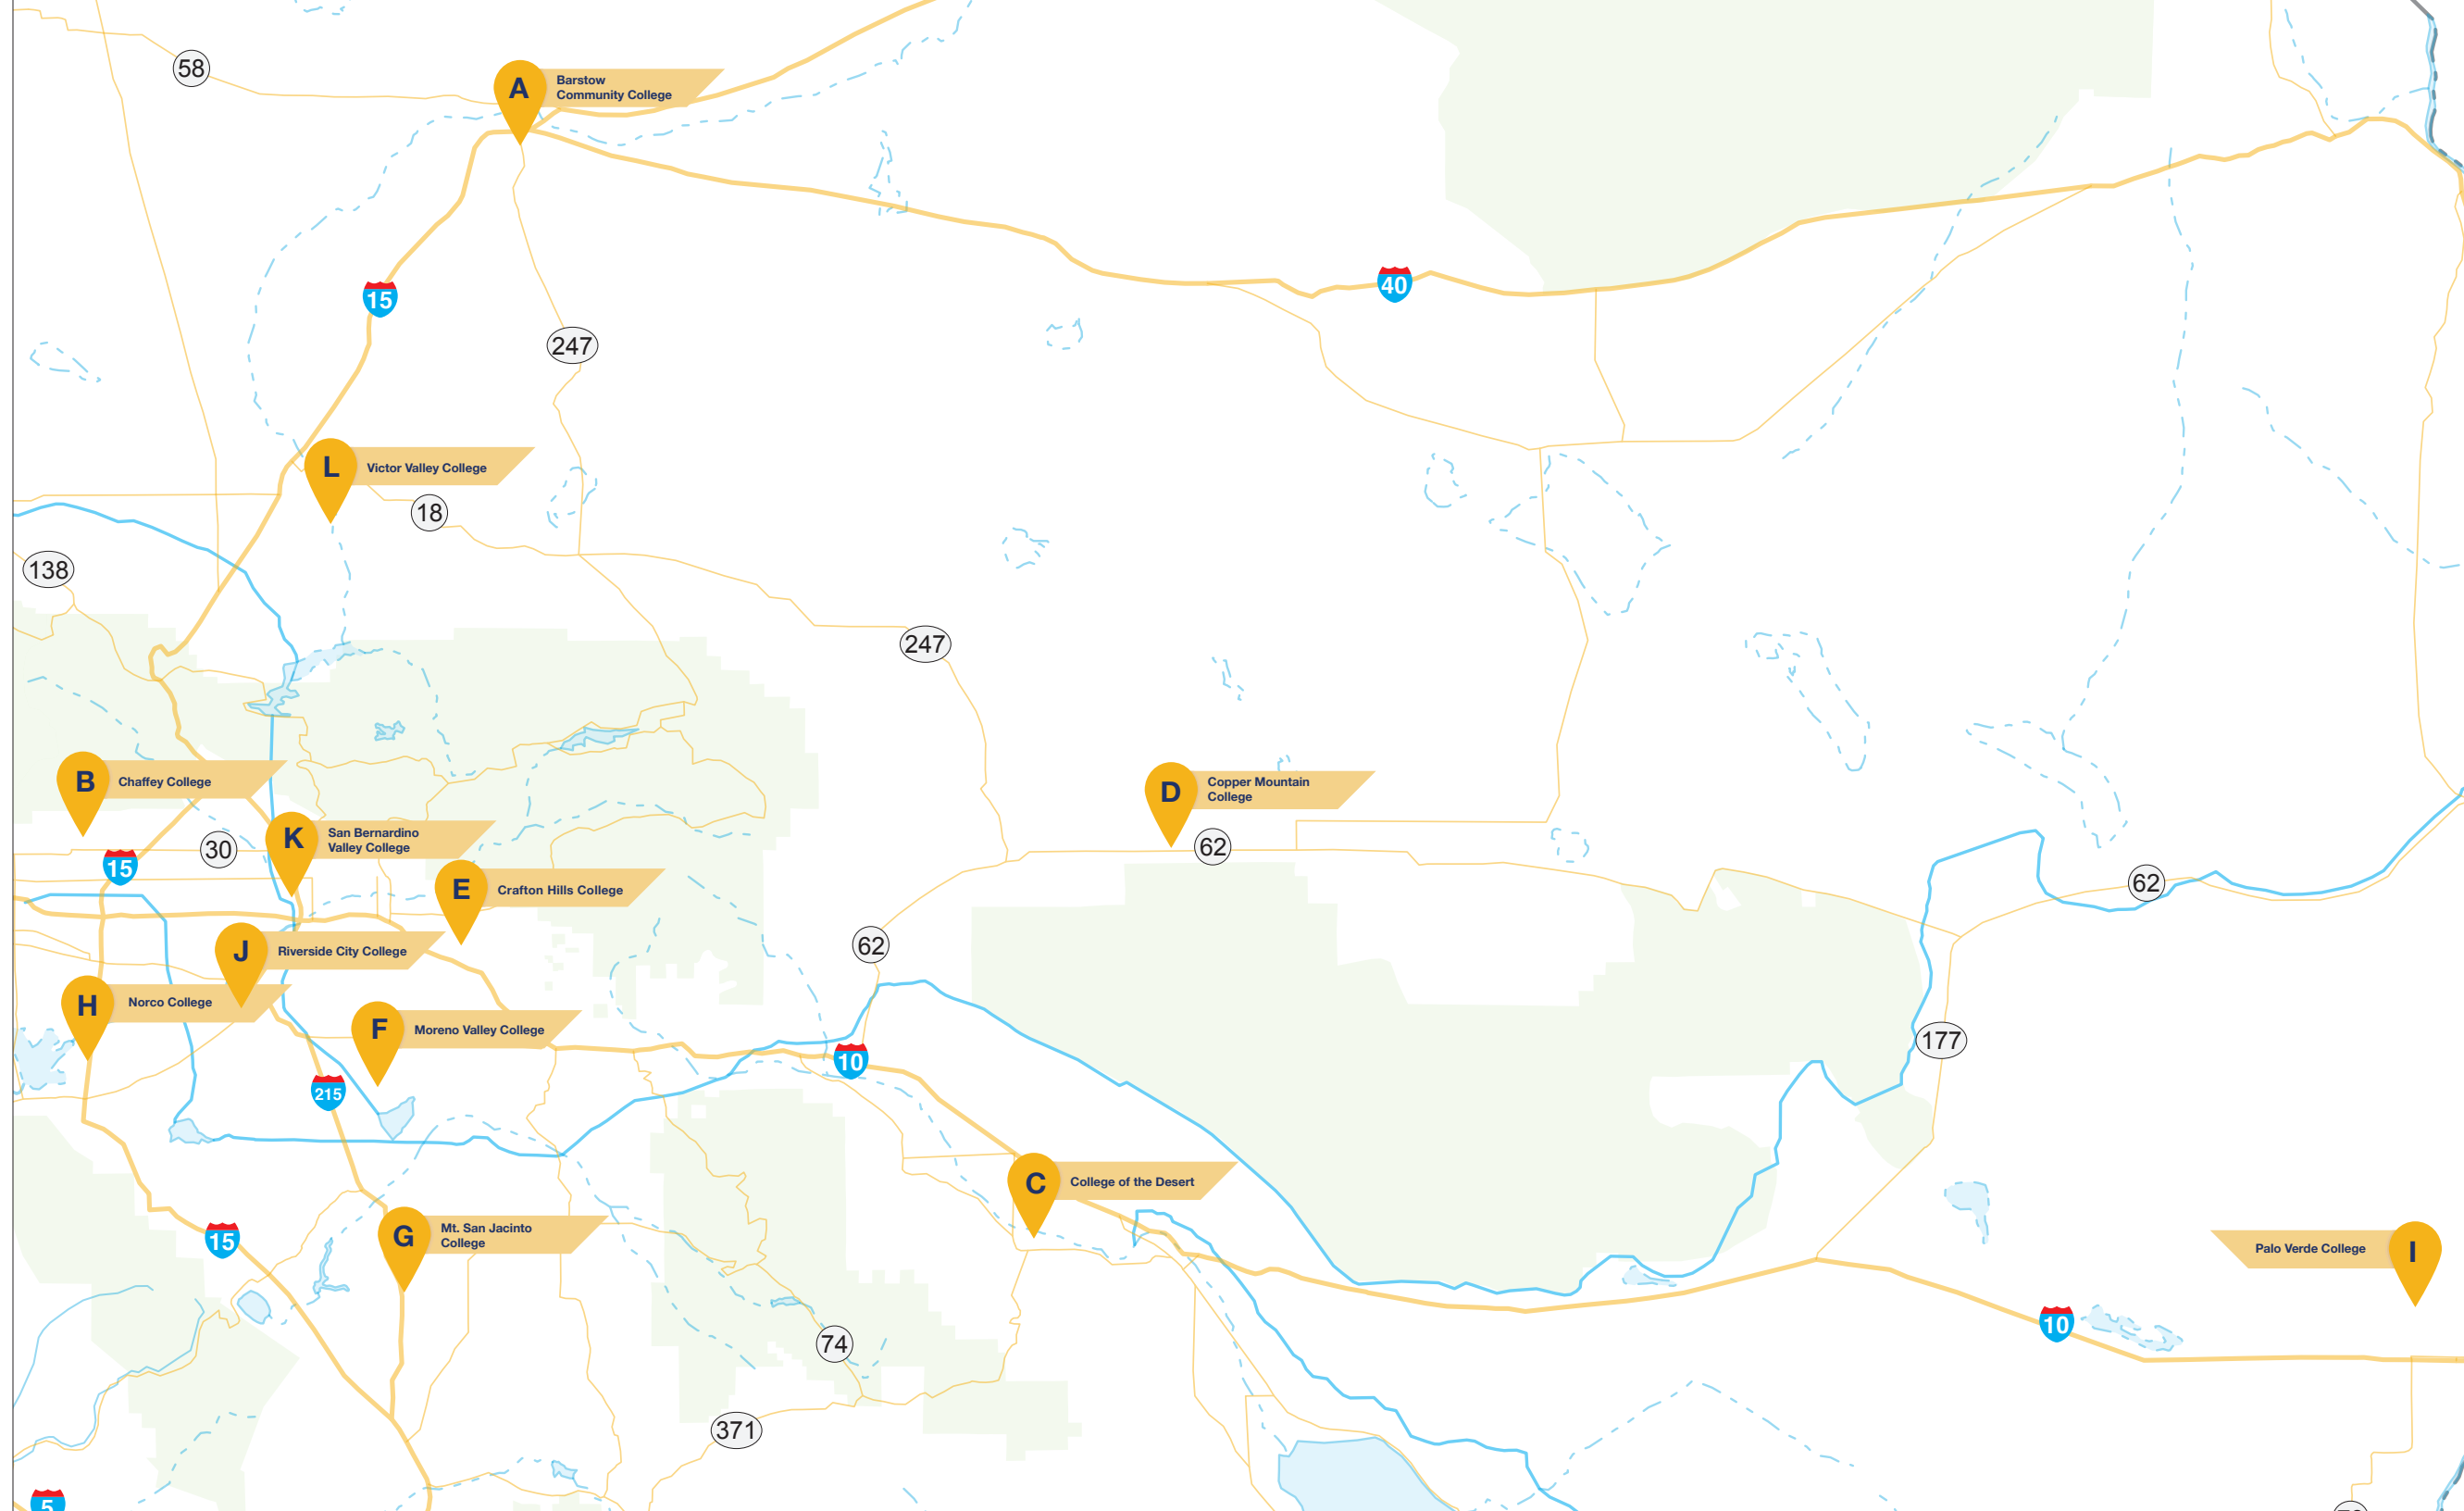 58
A
Barstow
Community College
15
40
247
L
Victor Valley College
18
138
247
B
Chaffey College
D
Copper Mountain
College
K
San Bernardino
Valley College
30
62
15
E
Crafton Hills College
62
J
Riverside City College
62
H
Norco College
F
Moreno Valley College
177
10
215
C
College of the Desert
G
Mt. San Jacinto
College
15
Palo Verde College
I
10
74
371
5